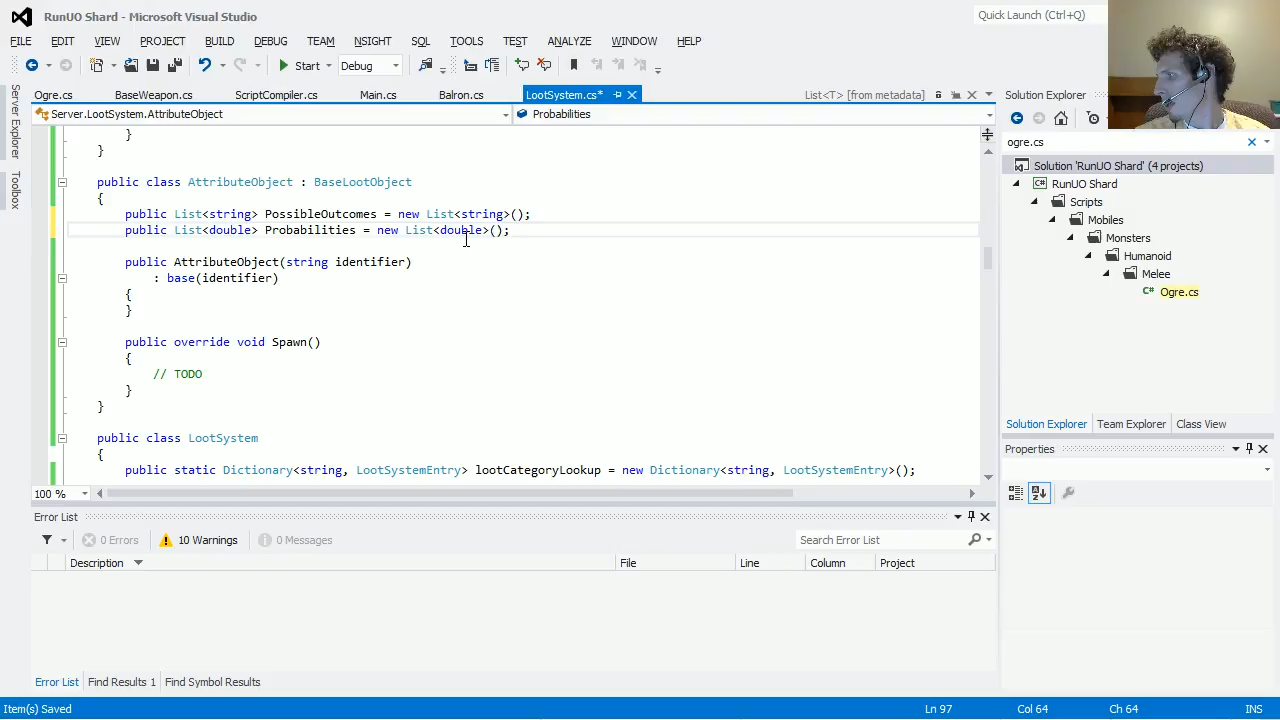 RunUO Shard - Microsoft Visual Studio
Quick Launch (Ctrl+Q)
FILE EDIT VIEW PROJECT BUILD DEBUG TEAM NSIGHT SQL TOOLS TEST ANALYZE WINDOW HELP
Start Debug
Server Explorer
Toolbox
Ogre.cs BaseWeapon.cs ScriptCompiler.cs Main.cs Balron.cs LootSystem.cs* List<T> [from metadata]
Server.LootSystem.AttributeObject Probabilities
}
}
public class AttributeObject : BaseLootObject
{
public List<string> PossibleOutcomes = new List<string>();
public List<double> Probabilities = new List<double>();
public AttributeObject(string identifier)
: base(identifier)
{
}
public override void Spawn()
{
// TODO
}
}
public class LootSystem
{
public static Dictionary<string, LootSystemEntry> lootCategoryLookup = new Dictionary<string, LootSystemEntry>();
100 %
Error List
0 Errors 10 Warnings 0 Messages Search Error List
Description File Line Column Project
Error List Find Results 1 Find Symbol Results
Solution Explorer
ogre.cs
Solution 'RunUO Shard' (4 projects)
RunUO Shard
Scripts
Mobiles
Monsters
Humanoid
Melee
C# Ogre.cs
Solution Explorer Team Explorer Class View
Properties
Item(s) Saved Ln 97 Col 64 Ch 64 INS